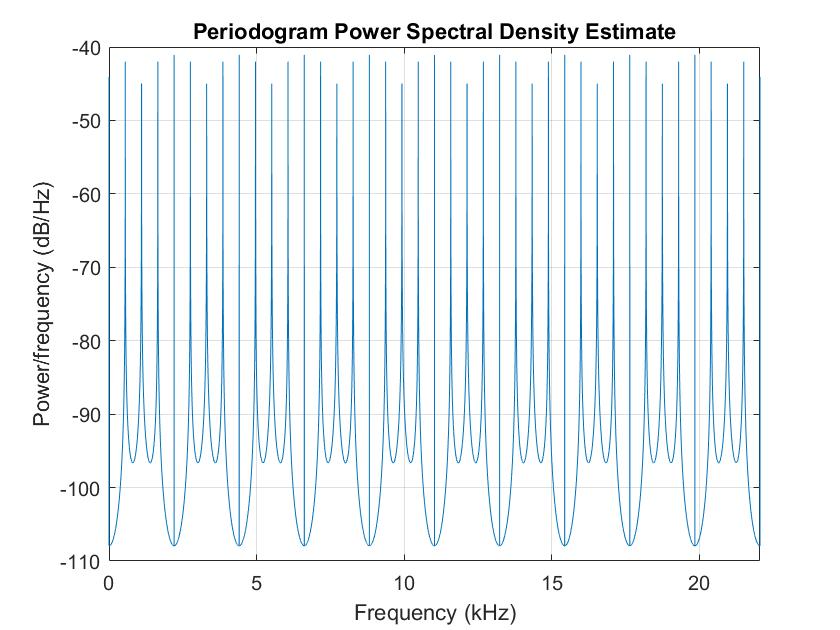 Periodogram Power Spectral Density Estimate
-40
-50
-60
-70
-80
-90
-100
-110
Power/frequency (dB/Hz)
0 5 10 15 20
Frequency (kHz)